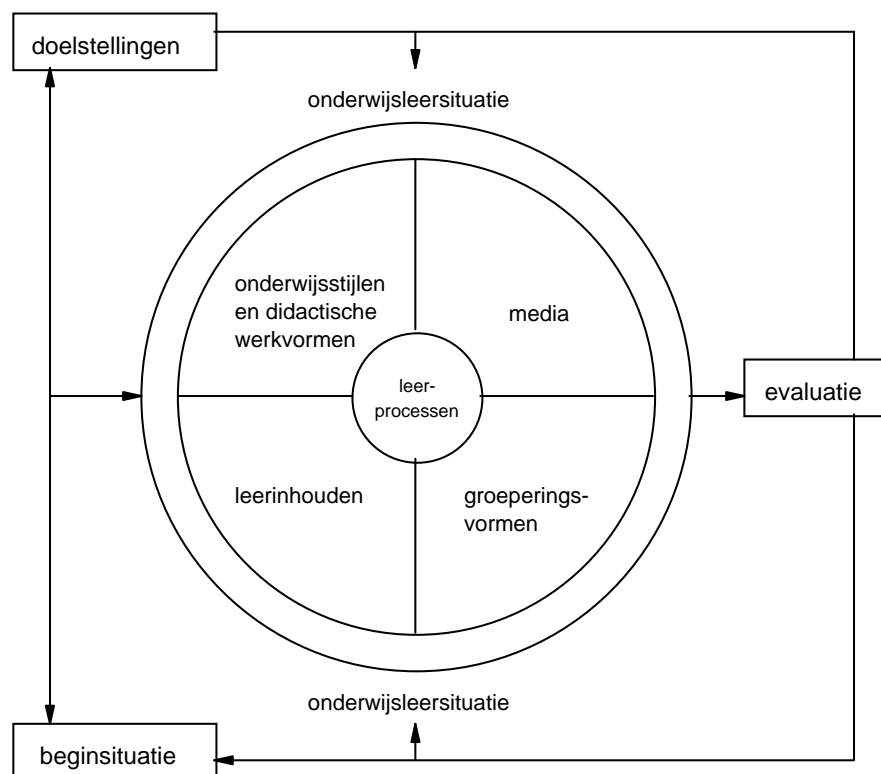 doelstellingen
onderwijsleersituatie
onderwijsstijlen
en didactische
werkvormen
media
leer-
processen
evaluatie
leerinhouden
groeperings-
vormen
onderwijsleersituatie
beginsituatie